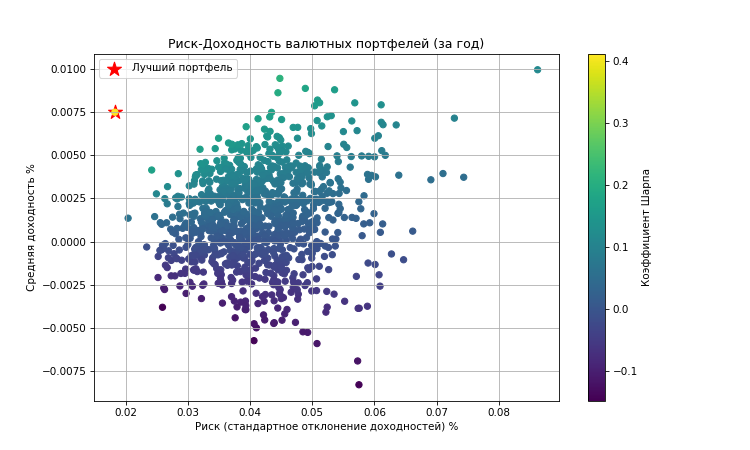 Риск-Доходность валютных портфелей (за год)
Лучший портфель
0.0100
0.0075
0.0050
0.0025
0.0000
−0.0025
−0.0050
−0.0075
Средняя доходность %
0.02 0.03 0.04 0.05 0.06 0.07 0.08
Риск (стандартное отклонение доходностей) %
0.4
0.3
0.2
0.1
0.0
−0.1
Коэффициент Шарпа